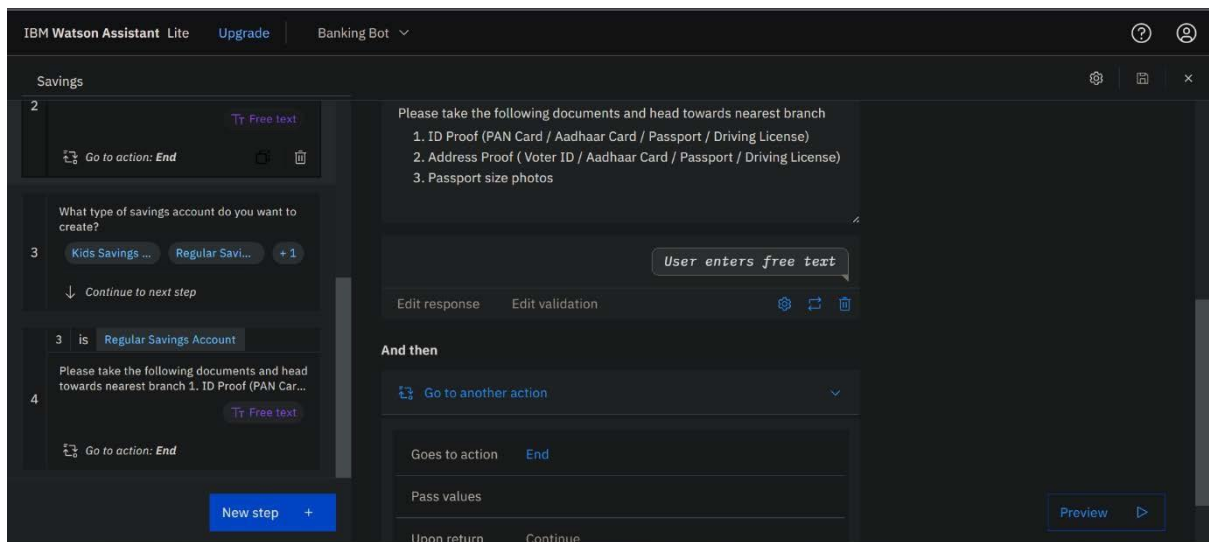 IBM Watson Assistant Lite Upgrade Banking Bot
Savings
2
Free text
Go to action: End
What type of savings account do you want to
create?
3
Kids Savings ... Regular Savi... + 1
Continue to next step
3 is Regular Savings Account
Please take the following documents and head
towards nearest branch 1. ID Proof (PAN Car...
4
Free text
Go to action: End
New step +
Please take the following documents and head towards nearest branch
1. ID Proof (PAN Card / Aadhaar Card / Passport / Driving License)
2. Address Proof ( Voter ID / Aadhaar Card / Passport / Driving License)
3. Passport size photos
User enters free text
Edit response Edit validation
And then
Go to another action
Goes to action End
Pass values
Upon return Continue
Preview